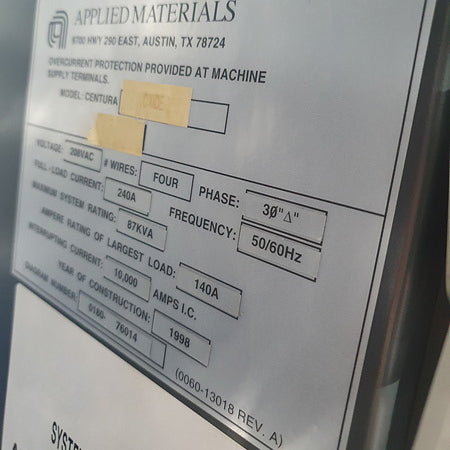 APPLIED MATERIALS
9700 HWY 290 EAST, AUSTIN, TX 78724
OVERCURRENT PROTECTION PROVIDED AT MACHINE
SUPPLY TERMINALS.
MODEL: CENTURA
VOLTAGE: 208VAC # WIRES: FOUR PHASE: 3Ø"Δ"
FULL-LOAD CURRENT: 240A FREQUENCY: 50/60Hz
MAXIMUM SYSTEM RATING: 87KVA
AMPERE RATING OF LARGEST LOAD: 140A
INTERRUPTING CURRENT: 10,000 AMPS I.C.
YEAR OF CONSTRUCTION: 1998
DIAGRAM NUMBER: 0180-76014
(0060-13018 REV. A)